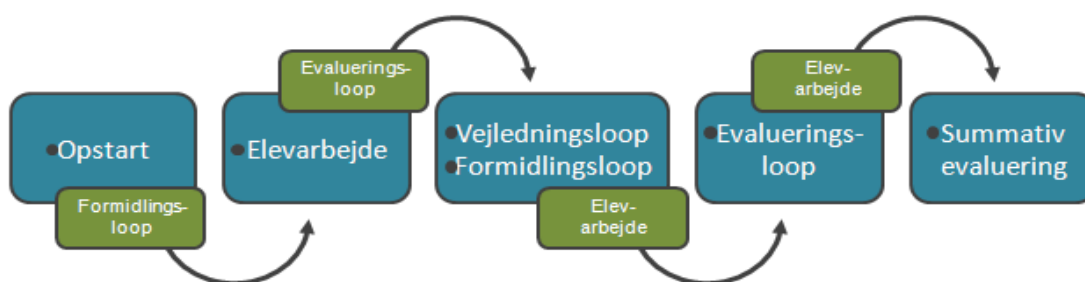 • Opstart
Formidlings-
loop
• Elevarbejde
Evaluerings-
loop
• Vejledningsloop
• Formidlingsloop
Elev-
arbejde
• Evaluerings-
loop
Elev-
arbejde
• Summativ
evaluering